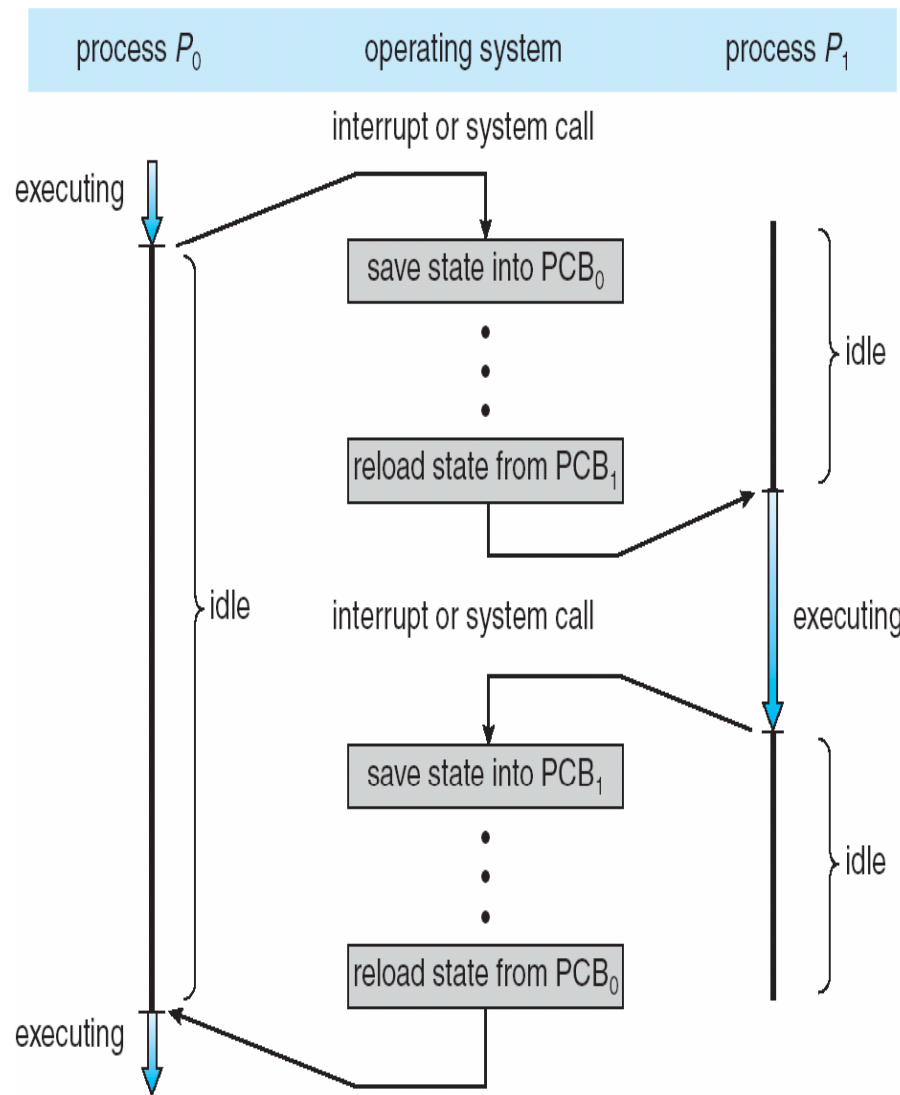 process P₀ operating system process P₁
interrupt or system call
executing
save state into PCB₀
idle
reload state from PCB₁
idle
interrupt or system call
executing
save state into PCB₁
idle
reload state from PCB₀
executing